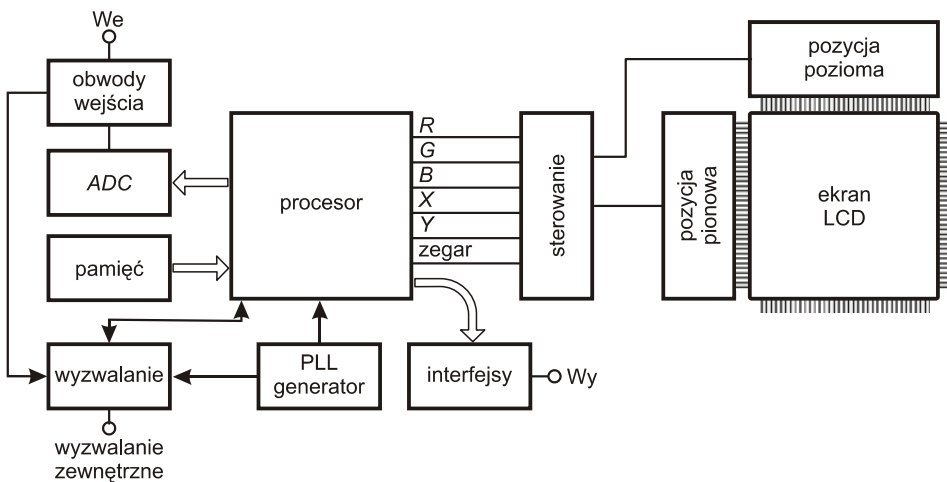 We
obwody
wejścia
ADC
pamięć
wyzwalanie
wyzwalanie
zewnętrzne
procesor
PLL
generator
R
G
B
X
Y
zegar
interfejsy
Wy
sterowanie
pozycja
pionowa
pozycja
pozioma
ekran
LCD